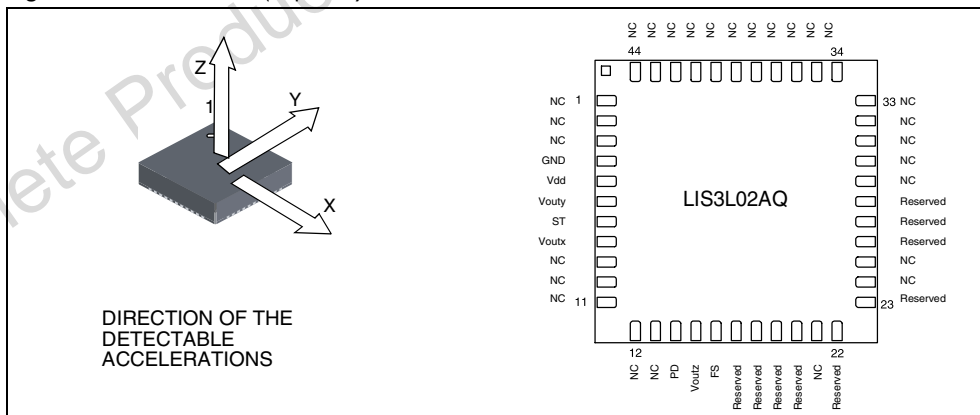 lete Produc
Z
1
Y
X
DIRECTION OF THE
DETECTABLE
ACCELERATIONS
NC NC NC NC NC NC NC NC NC NC NC
44 34
NC 1
NC
NC
GND
Vdd
Vouty
ST
Voutx
NC
NC
NC 11
LIS3L02AQ
33 NC
NC
NC
NC
NC
Reserved
Reserved
Reserved
NC
NC
23 Reserved
12 22
NC NC PD Voutz FS Reserved Reserved Reserved Reserved NC Reserved